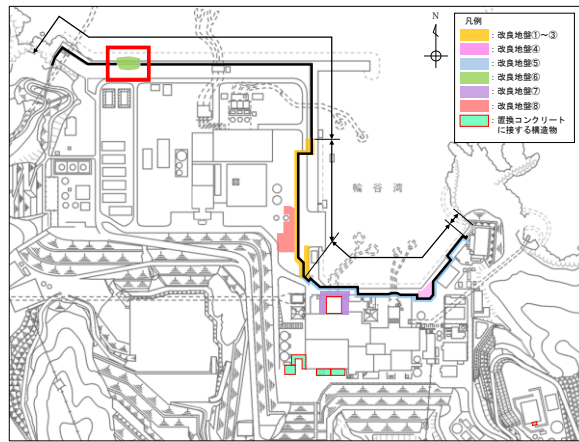 N
凡例
：改良地盤①～③
：改良地盤④
：改良地盤⑤
：改良地盤⑥
：改良地盤⑦
：改良地盤⑧
：置換コンクリート
に接する構造物
輪谷湾